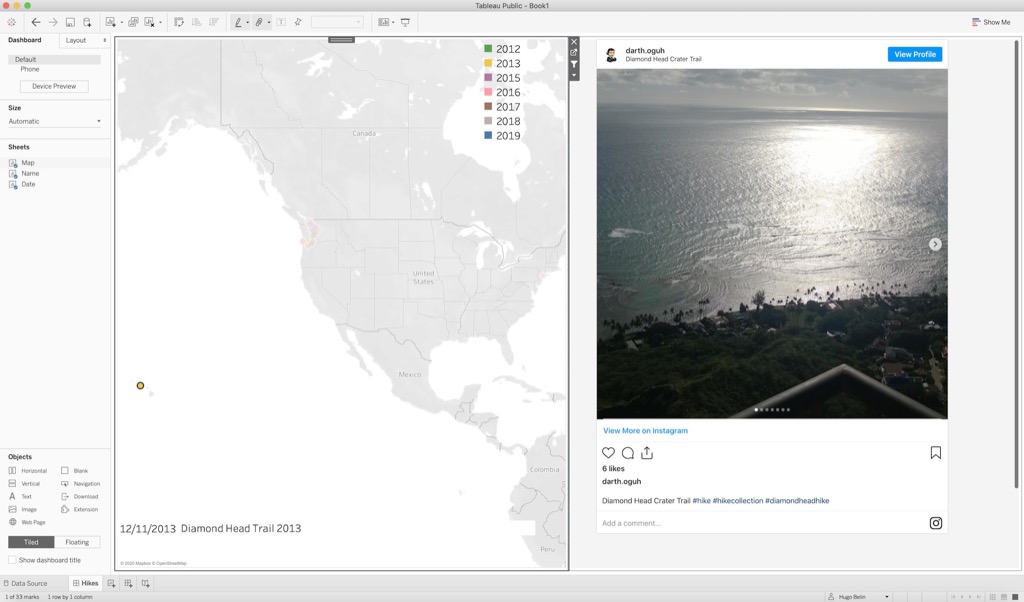 Tableau Public - Book1
Show Me
Dashboard
Layout
Default
Phone
Device Preview
Size
Automatic
Sheets
Map
Name
Date
Objects
Horizontal
Blank
Vertical
Navigation
Text
Download
Image
Extension
Web Page
Tiled
Floating
Show dashboard title
2012
2013
2015
2016
2017
2018
2019
Canada
United
States
Mexico
Colombia
Peru
12/11/2013 Diamond Head Trail 2013
© 2020 Mapbox © OpenStreetMap
darth.oguh
Diamond Head Crater Trail
View Profile
View More on Instagram
6 likes
darth.oguh
Diamond Head Crater Trail #hike #hikecollection #diamondheadhike
Add a comment...
Data Source
Hikes
1 of 33 marks
1 row by 1 column
Hugo Belin